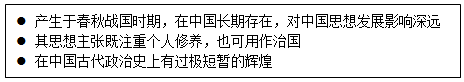 ● 产生于春秋战国时期，在中国长期存在，对中国思想发展影响深远
● 其思想主张既注重个人修养，也可用作治国
● 在中国古代政治史上有过极短暂的辉煌